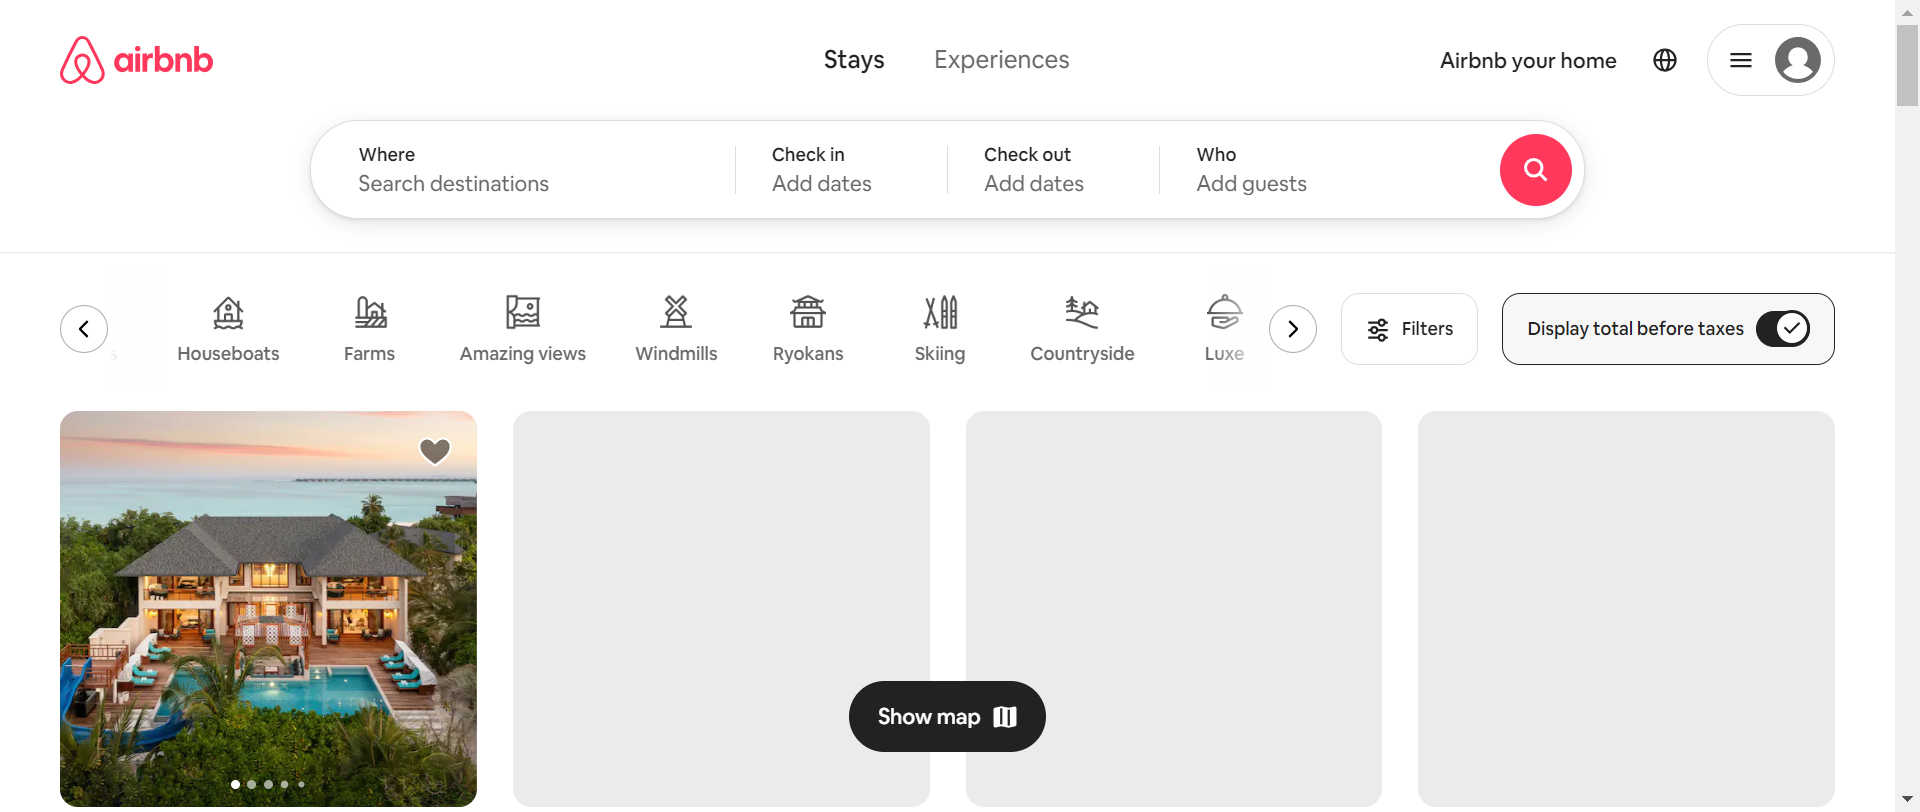 airbnb
Stays
Experiences
Airbnb your home
Where
Search destinations
Check in
Add dates
Check out
Add dates
Who
Add guests
Houseboats
Farms
Amazing views
Windmills
Ryokans
Skiing
Countryside
Luxe
Filters
Display total before taxes
Show map